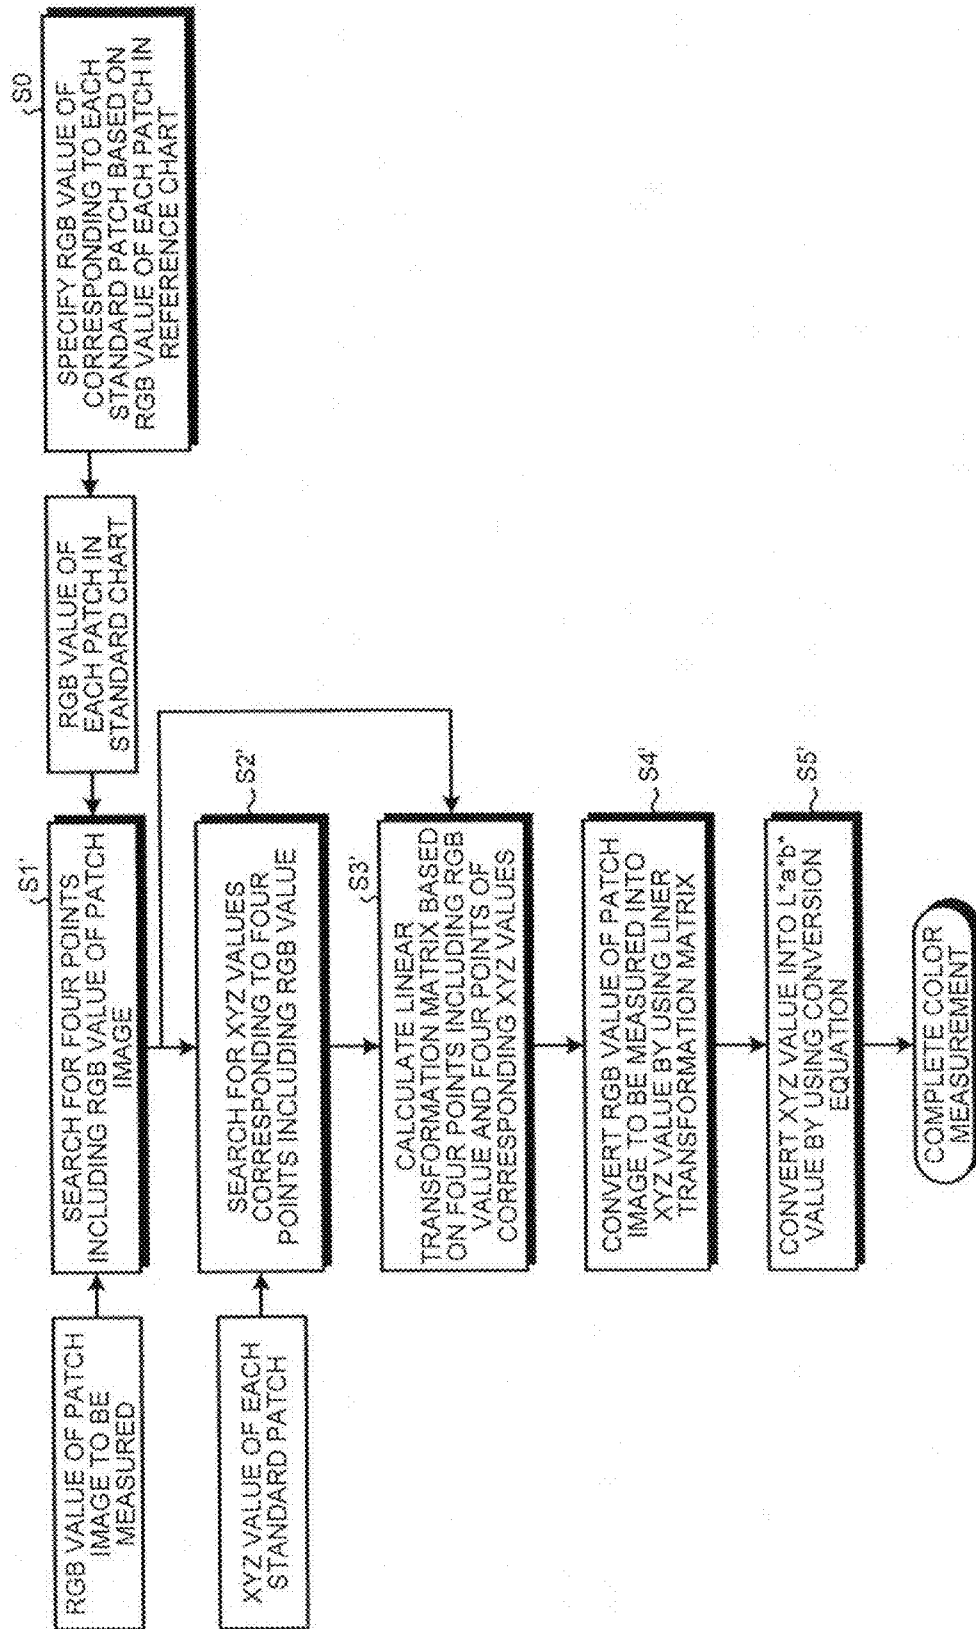 S0
SPECIFY RGB VALUE OF
CORRESPONDING TO EACH
STANDARD PATCH BASED ON
RGB VALUE OF EACH PATCH IN
REFERENCE CHART
RGB VALUE OF
EACH PATCH IN
STANDARD CHART
RGB VALUE OF PATCH
IMAGE TO BE
MEASURED
S1'
SEARCH FOR FOUR POINTS
INCLUDING RGB VALUE OF PATCH
IMAGE
XYZ VALUE OF EACH
STANDARD PATCH
S2'
SEARCH FOR XYZ VALUES
CORRESPONDING TO FOUR
POINTS INCLUDING RGB VALUE
S3'
CALCULATE LINEAR
TRANSFORMATION MATRIX BASED
ON FOUR POINTS INCLUDING RGB
VALUE AND FOUR POINTS OF
CORRESPONDING XYZ VALUES
S4'
CONVERT RGB VALUE OF PATCH
IMAGE TO BE MEASURED INTO
XYZ VALUE BY USING LINER
TRANSFORMATION MATRIX
S5'
CONVERT XYZ VALUE INTO L*a*b*
VALUE BY USING CONVERSION
EQUATION
COMPLETE COLOR
MEASUREMENT